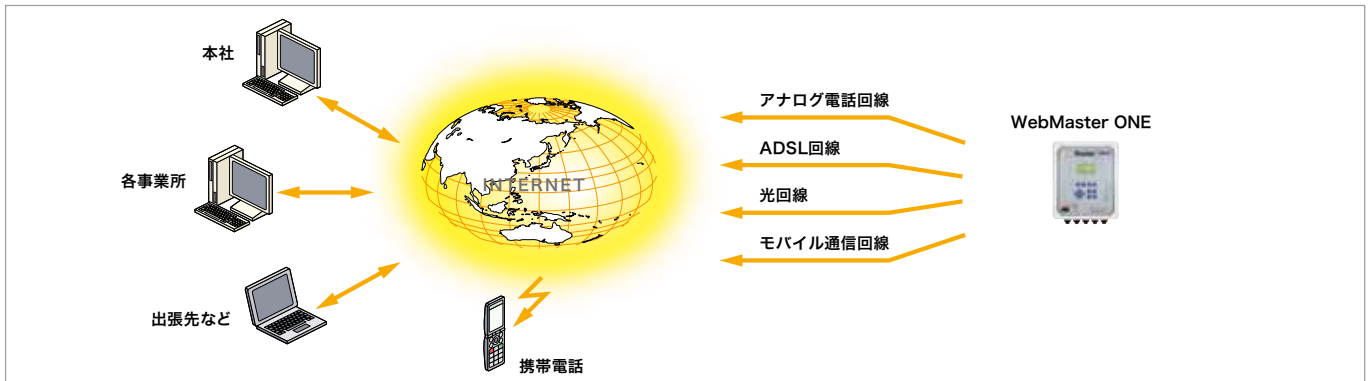 本社
各事業所
出張先など
INTERNET
携帯電話
アナログ電話回線
ADSL回線
光回線
モバイル通信回線
WebMaster ONE